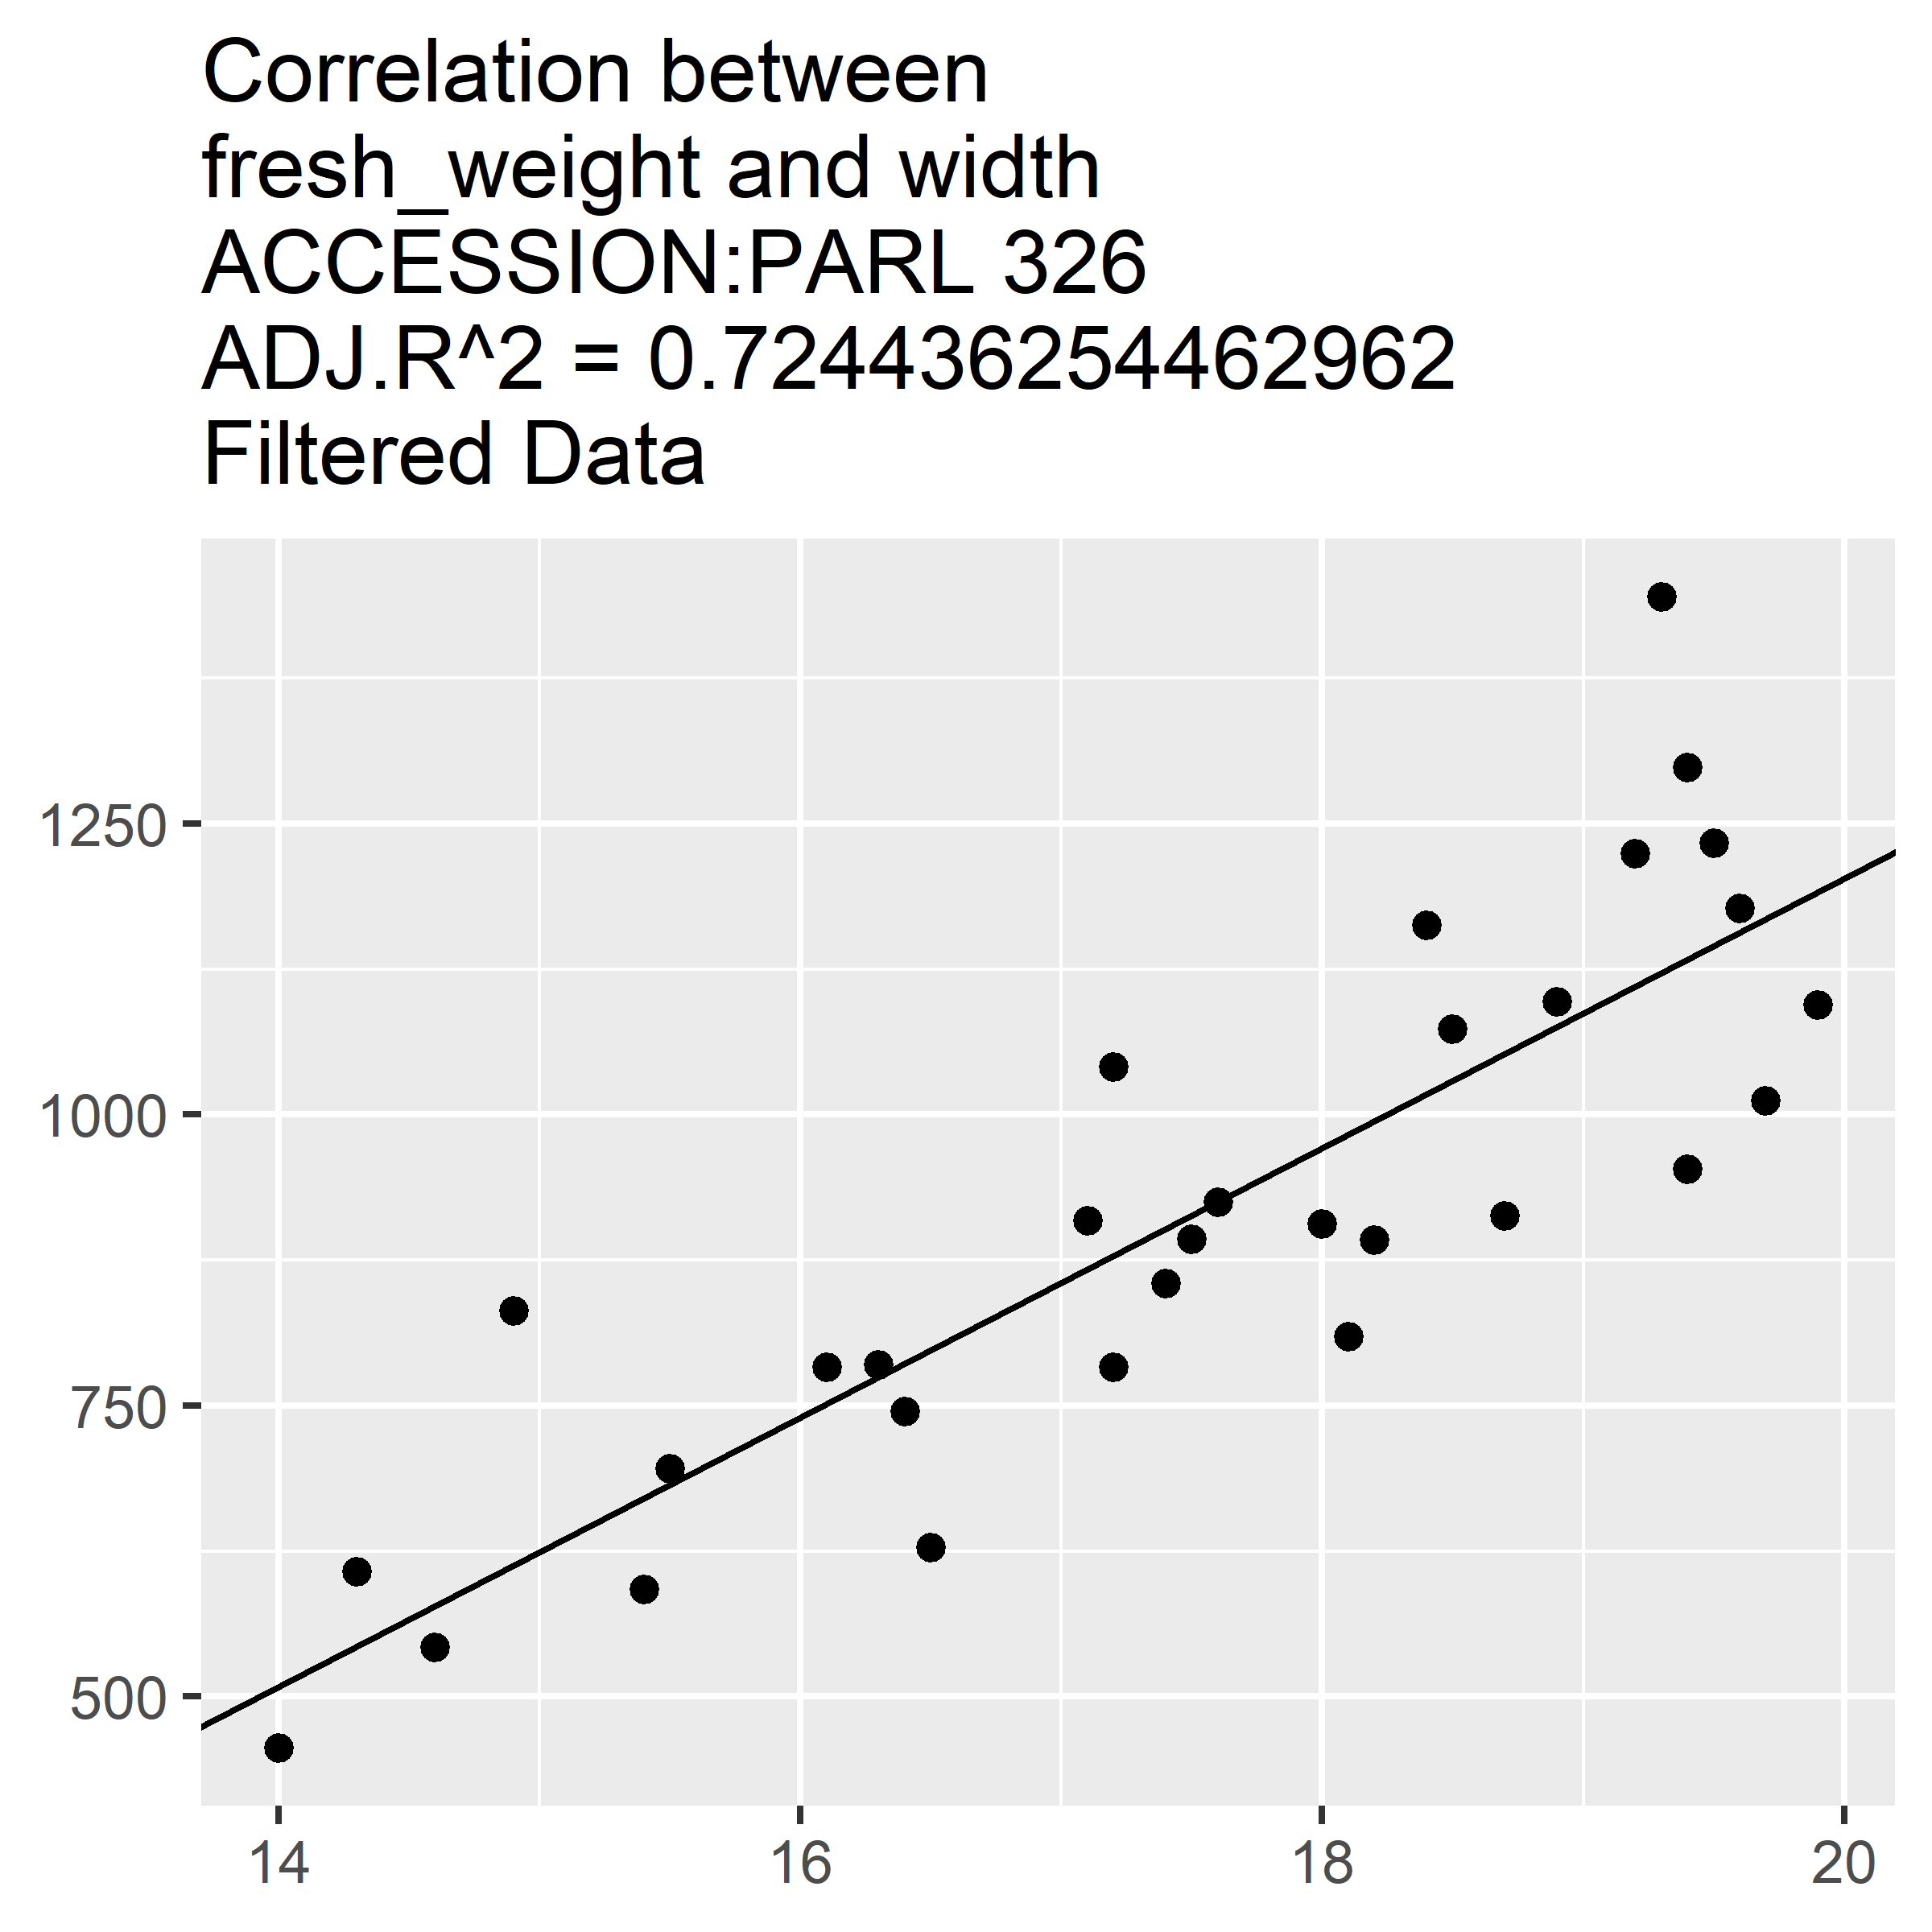 Correlation between
fresh_weight and width
ACCESSION:PARL 326
ADJ.R^2 = 0.724436254462962
Filtered Data
1250
1000
750
500
14 16 18 20